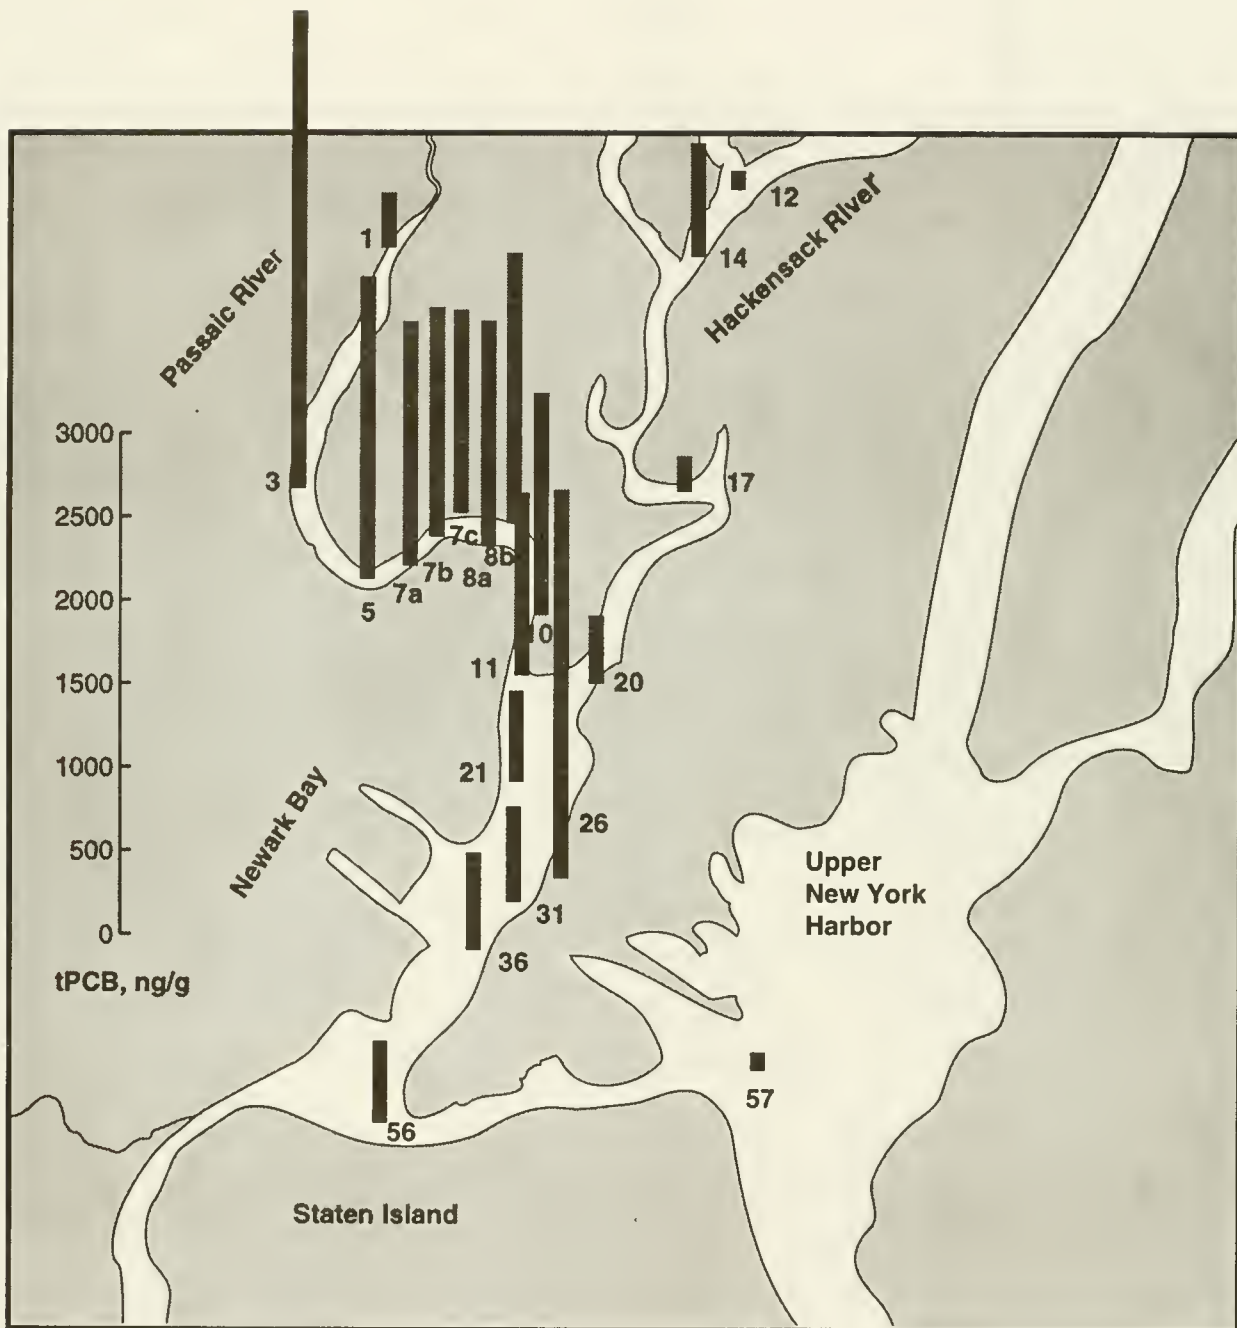 1
12
14
Passaic River
Hackensack River
3000
3
17
2500
7c
8b
7b
8a
7a
2000
5
10
11
1500
20
21
1000
26
Newark Bay
500
Upper
New York
Harbor
31
0
36
tPCB, ng/g
57
56
Staten Island